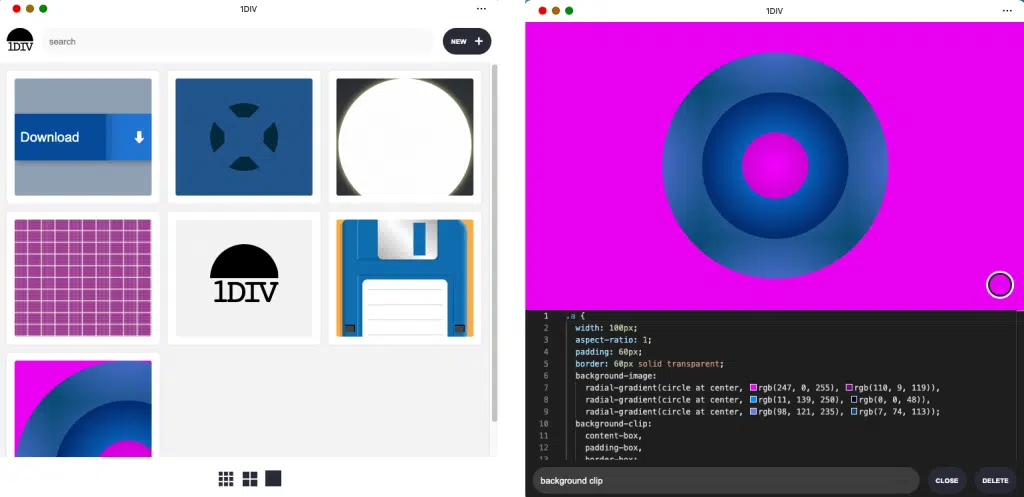 1DIV
1DIV
search
NEW
Download
1DIV
1DIV
1 .a {
2 width: 100px;
3 aspect-ratio: 1;
4 padding: 60px;
5 border: 60px solid transparent;
6 background-image:
7 radial-gradient(circle at center, rgb(247, 0, 255), rgb(110, 9, 119)),
8 radial-gradient(circle at center, rgb(11, 139, 250), rgb(0, 0, 48)),
9 radial-gradient(circle at center, rgb(98, 121, 235), rgb(7, 74, 113));
10 background-clip:
11 content-box,
12 padding-box,
13 border-box;
background clip
CLOSE
DELETE